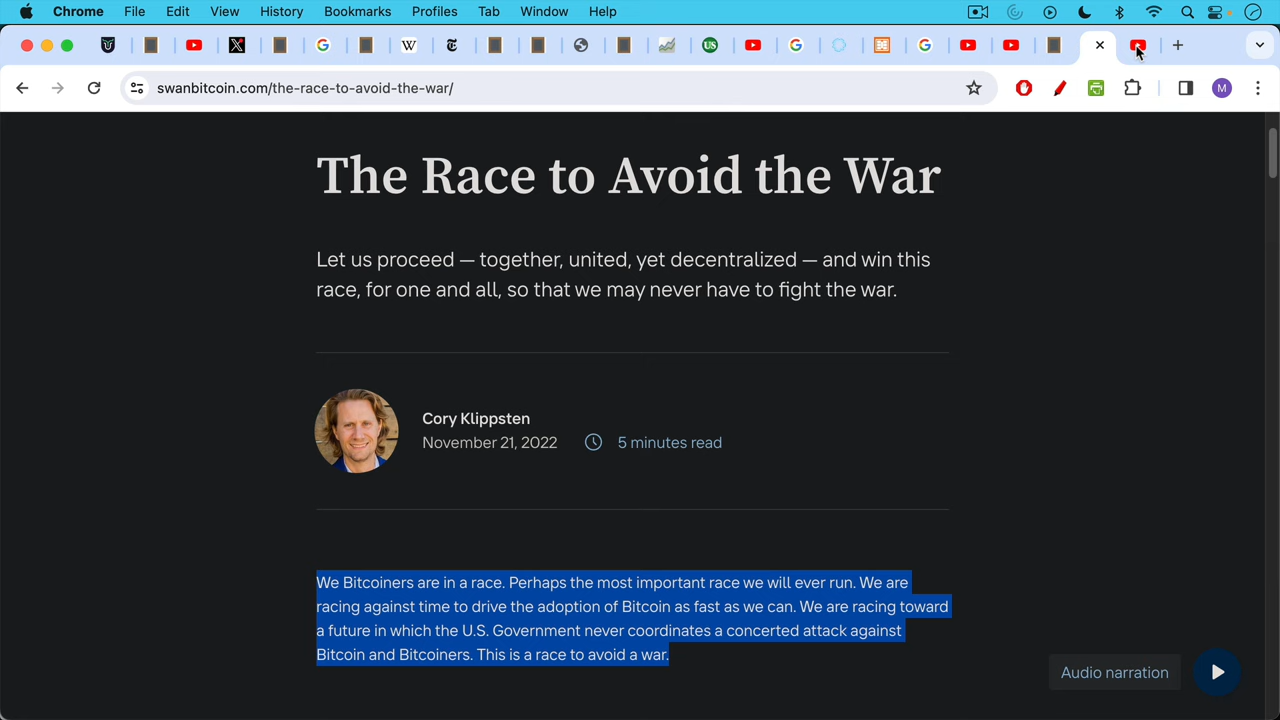 Chrome File Edit View History Bookmarks Profiles Tab Window Help
swanbitcoin.com/the-race-to-avoid-the-war/
M
The Race to Avoid the War
Let us proceed — together, united, yet decentralized — and win this
race, for one and all, so that we may never have to fight the war.
Cory Klippsten
November 21, 2022 5 minutes read
We Bitcoiners are in a race. Perhaps the most important race we will ever run. We are
racing against time to drive the adoption of Bitcoin as fast as we can. We are racing toward
a future in which the U.S. Government never coordinates a concerted attack against
Bitcoin and Bitcoiners. This is a race to avoid a war.
Audio narration